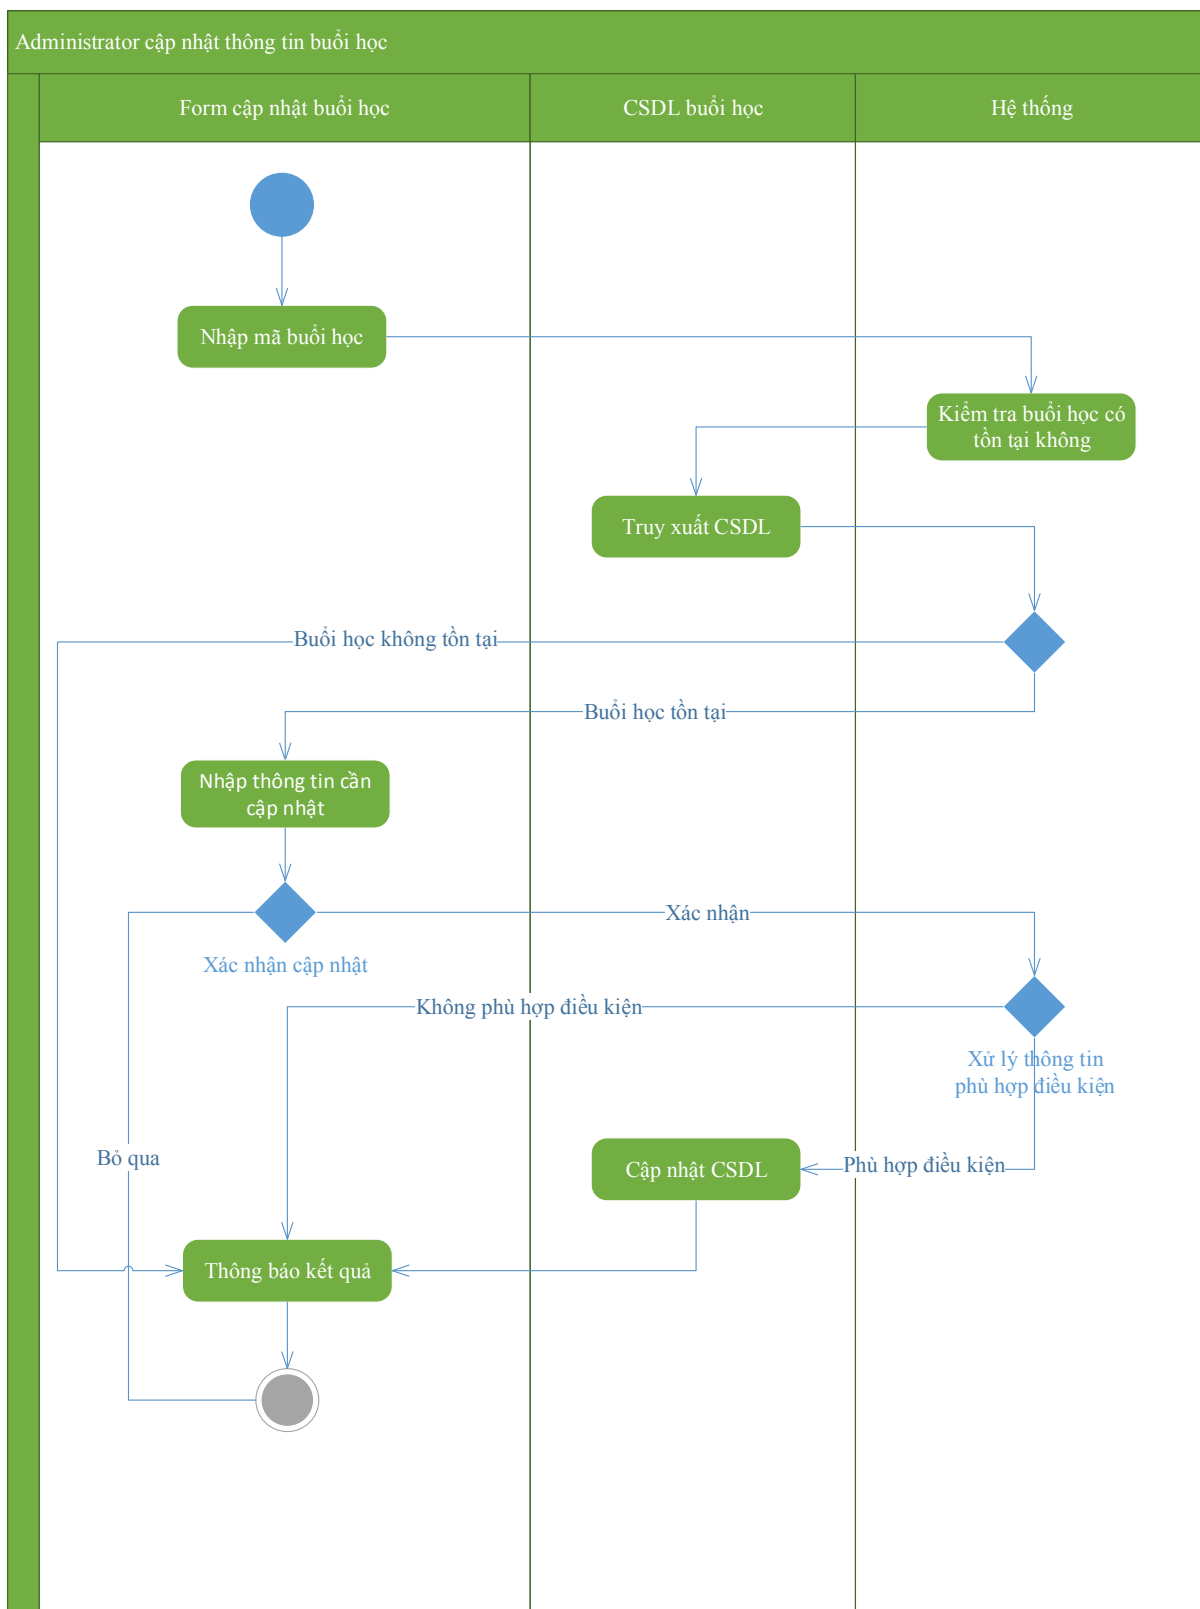 Administrator cập nhật thông tin buổi học
Form cập nhật buổi học
CSDL buổi học
Hệ thống
Nhập mã buổi học
Kiểm tra buổi học có
tồn tại không
Truy xuất CSDL
Buổi học không tồn tại
Buổi học tồn tại
Nhập thông tin cần
cập nhật
Xác nhận
Xác nhận cập nhật
Không phù hợp điều kiện
Xử lý thông tin
phù hợp điều kiện
Bỏ qua
Cập nhật CSDL
Phù hợp điều kiện
Thông báo kết quả